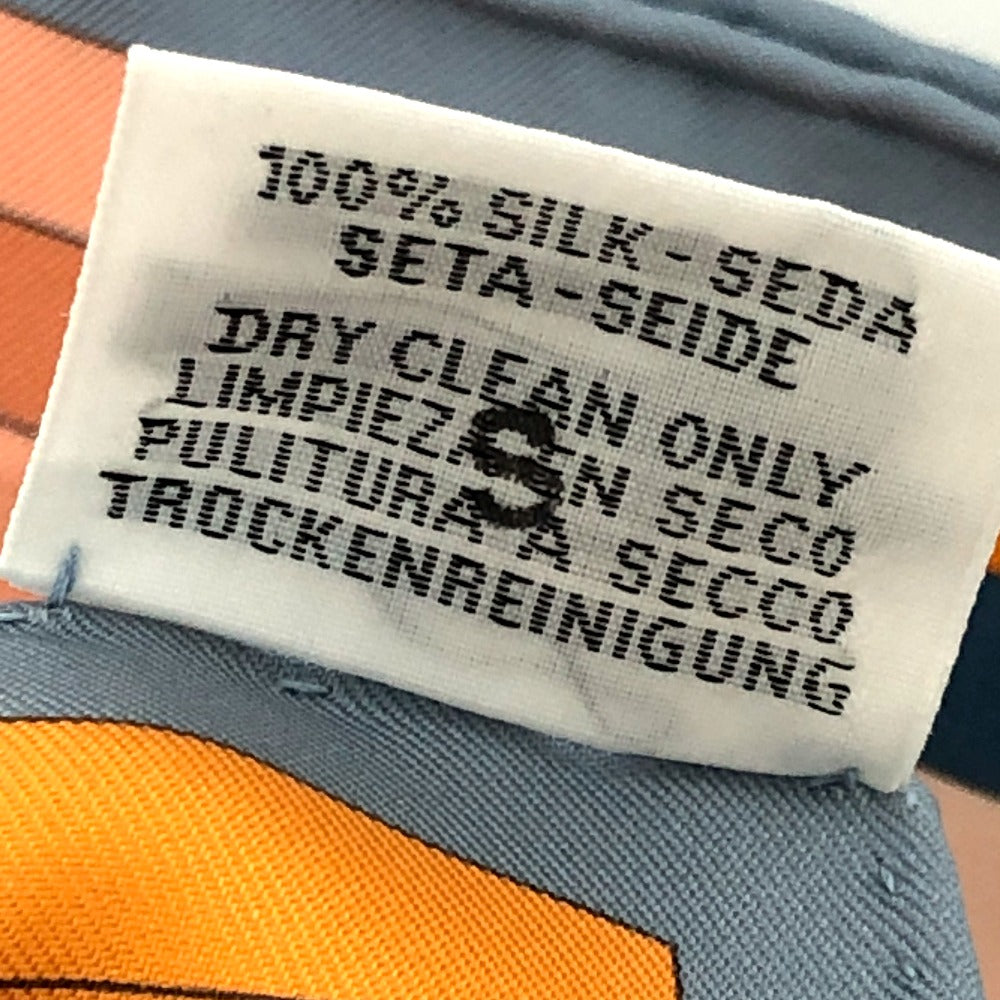 100% SILK - SEDA
SETA - SEIDE
DRY CLEAN ONLY
LIMPIEZA EN SECO
PULITURA A SECCO
TROCKENREINIGUNG
S